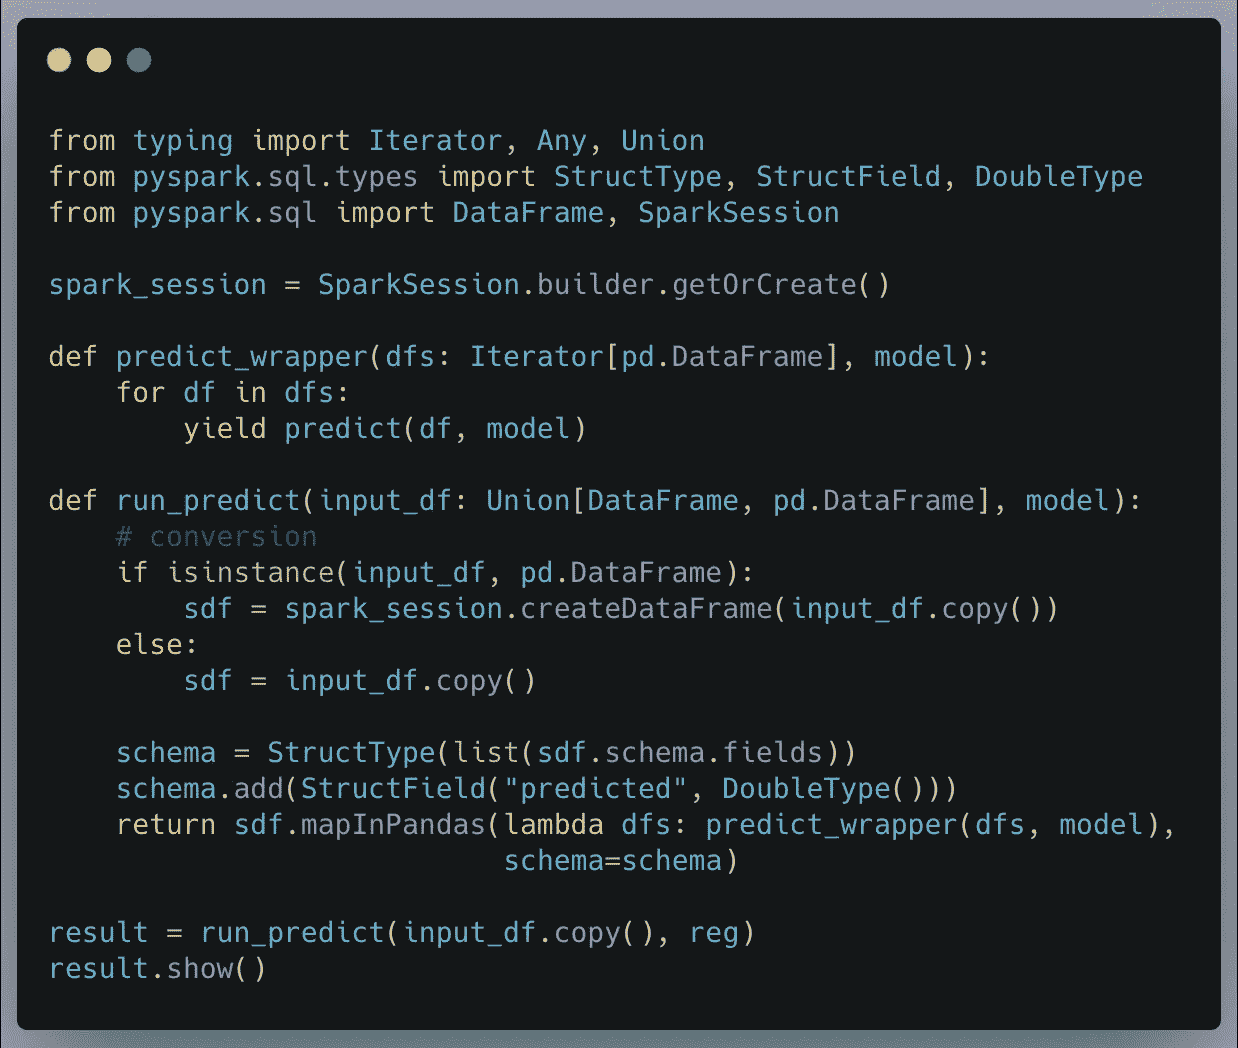 from typing import Iterator, Any, Union
from pyspark.sql.types import StructType, StructField, DoubleType
from pyspark.sql import DataFrame, SparkSession

spark_session = SparkSession.builder.getOrCreate()

def predict_wrapper(dfs: Iterator[pd.DataFrame], model):
    for df in dfs:
        yield predict(df, model)

def run_predict(input_df: Union[DataFrame, pd.DataFrame], model):
    # conversion
    if isinstance(input_df, pd.DataFrame):
        sdf = spark_session.createDataFrame(input_df.copy())
    else:
        sdf = input_df.copy()

    schema = StructType(list(sdf.schema.fields))
    schema.add(StructField("predicted", DoubleType()))
    return sdf.mapInPandas(lambda dfs: predict_wrapper(dfs, model),
                           schema=schema)

result = run_predict(input_df.copy(), reg)
result.show()